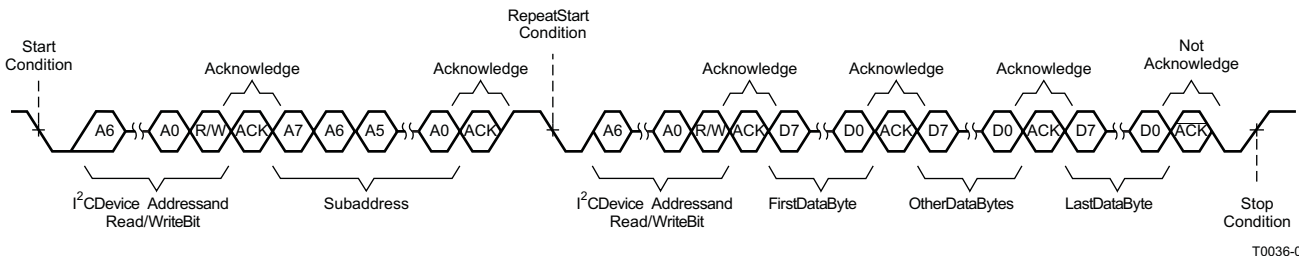 RepeatStart
Condition
Start
Condition
Not
Acknowledge
Acknowledge
Acknowledge
Acknowledge
Acknowledge
Acknowledge
A6 A0 R/W ACK A7 A6 A5 A0 ACK A6 A0 R/W ACK D7 D0 ACK D7 D0 ACK D7 D0 ACK
I²CDevice Addressand
Read/WriteBit
Subaddress
I²CDevice Addressand
Read/WriteBit
FirstDataByte
OtherDataBytes
LastDataByte
Stop
Condition
T0036-0